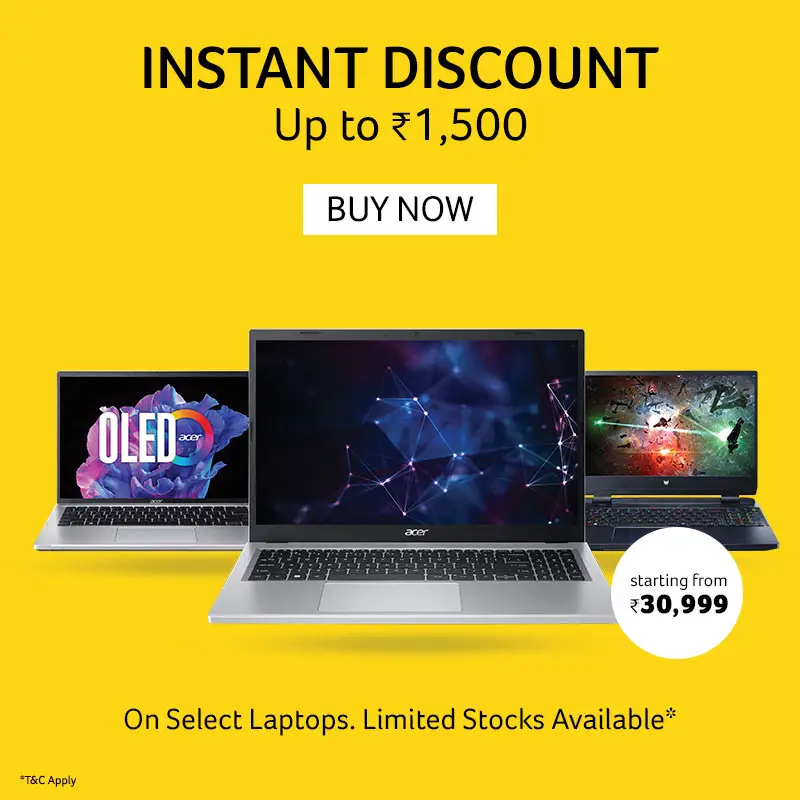 INSTANT DISCOUNT
Up to ₹1,500
BUY NOW
OLED acer
acer
acer
starting from
₹30,999
On Select Laptops. Limited Stocks Available*
*T&C Apply